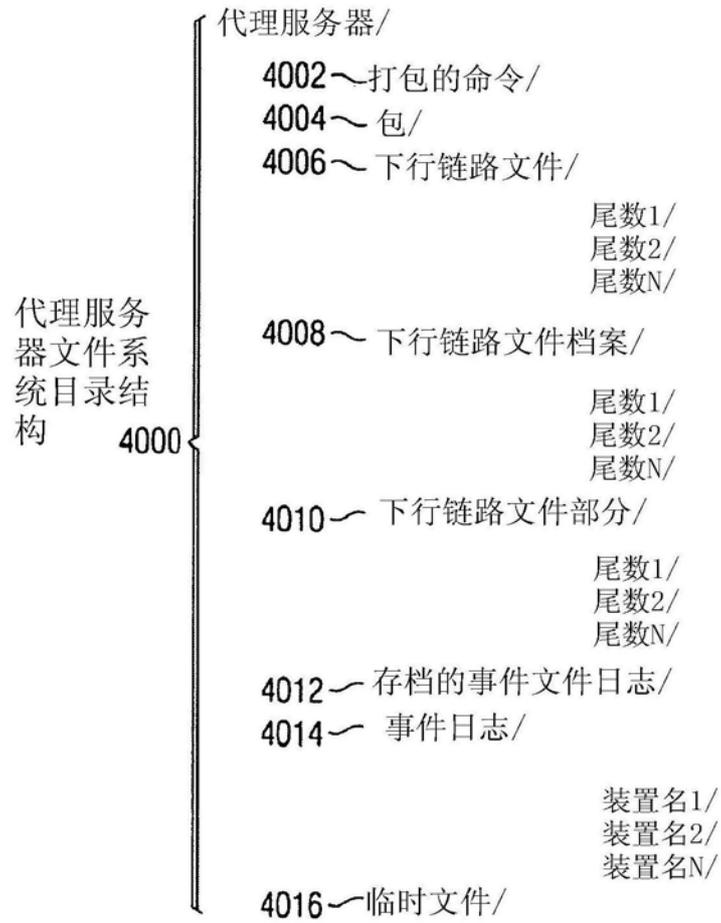 代理服务器/
4002 打包的命令/
4004 包/
4006 下行链路文件/
尾数1/
尾数2/
尾数N/
代理服务
器文件系
统目录结
构 4000
4008 下行链路文件档案/
尾数1/
尾数2/
尾数N/
4010 下行链路文件部分/
尾数1/
尾数2/
尾数N/
4012 存档的事件文件日志/
4014 事件日志/
装置名1/
装置名2/
装置名N/
4016 临时文件/